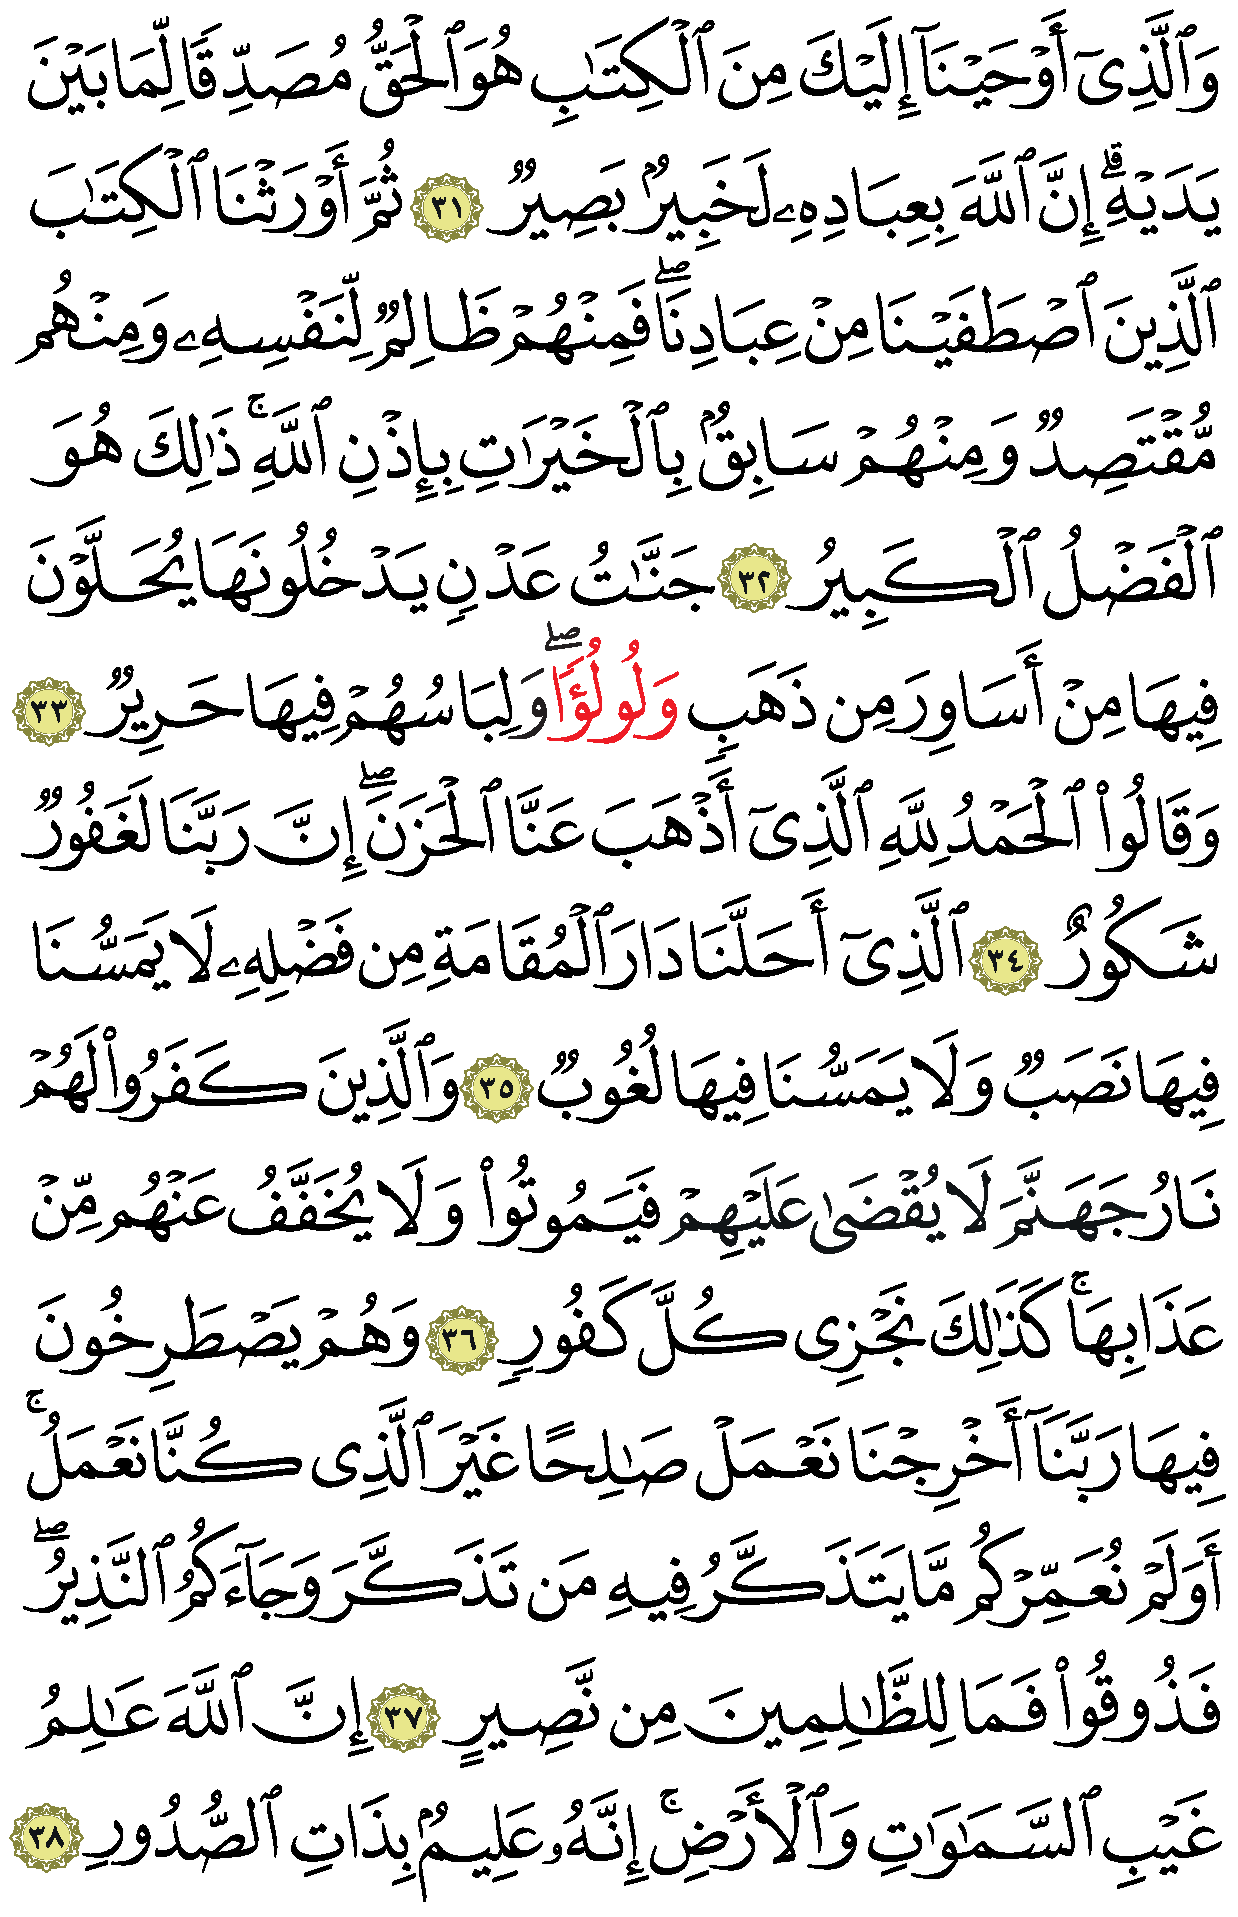 وَٱلَّذِىٓ أَوْحَيْنَآ إِلَيْكَ مِنَ ٱلْكِتَـٰبِ هُوَ ٱلْحَقُّ مُصَدِّقًا لِّمَا بَيْنَ
يَدَيْهِ ۗ إِنَّ ٱللَّهَ بِعِبَادِهِۦ لَخَبِيرٌۢ بَصِيرٌ ٣١ ثُمَّ أَوْرَثْنَا ٱلْكِتَـٰبَ
ٱلَّذِينَ ٱصْطَفَيْنَا مِنْ عِبَادِنَا ۖ فَمِنْهُمْ ظَالِمٌ لِّنَفْسِهِۦ وَمِنْهُم
مُّقْتَصِدٌ وَمِنْهُمْ سَابِقٌۢ بِٱلْخَيْرَٰتِ بِإِذْنِ ٱللَّهِ ۚ ذَٰلِكَ هُوَ
ٱلْفَضْلُ ٱلْكَبِيرُ ٣٢ جَنَّـٰتُ عَدْنٍ يَدْخُلُونَهَا يُحَلَّوْنَ
فِيهَا مِنْ أَسَاوِرَ مِن ذَهَبٍ وَلُولُؤًا ۖ وَلِبَاسُهُمْ فِيهَا حَرِيرٌ ٣٣
وَقَالُوا۟ ٱلْحَمْدُ لِلَّهِ ٱلَّذِىٓ أَذْهَبَ عَنَّا ٱلْحَزَنَ ۖ إِنَّ رَبَّنَا لَغَفُورٌ
شَكُورٌ ٣٤ ٱلَّذِىٓ أَحَلَّنَا دَارَ ٱلْمُقَامَةِ مِن فَضْلِهِۦ لَا يَمَسُّنَا
فِيهَا نَصَبٌ وَلَا يَمَسُّنَا فِيهَا لُغُوبٌ ٣٥ وَٱلَّذِينَ كَفَرُوا۟ لَهُمْ
نَارُ جَهَنَّمَ لَا يُقْضَىٰ عَلَيْهِمْ فَيَمُوتُوا۟ وَلَا يُخَفَّفُ عَنْهُم مِّنْ
عَذَابِهَا ۚ كَذَٰلِكَ نَجْزِى كُلَّ كَفُورٍ ٣٦ وَهُمْ يَصْطَرِخُونَ
فِيهَا رَبَّنَآ أَخْرِجْنَا نَعْمَلْ صَـٰلِحًا غَيْرَ ٱلَّذِى كُنَّا نَعْمَلُ ۚ
أَوَلَمْ نُعَمِّرْكُم مَّا يَتَذَكَّرُ فِيهِ مَن تَذَكَّرَ وَجَآءَكُمُ ٱلنَّذِيرُ ۖ
فَذُوقُوا۟ فَمَا لِلظَّـٰلِمِينَ مِن نَّصِيرٍ ٣٧ إِنَّ ٱللَّهَ عَـٰلِمُ
غَيْبِ ٱلسَّمَـٰوَٰتِ وَٱلْأَرْضِ ۚ إِنَّهُۥ عَلِيمٌۢ بِذَاتِ ٱلصُّدُورِ ٣٨